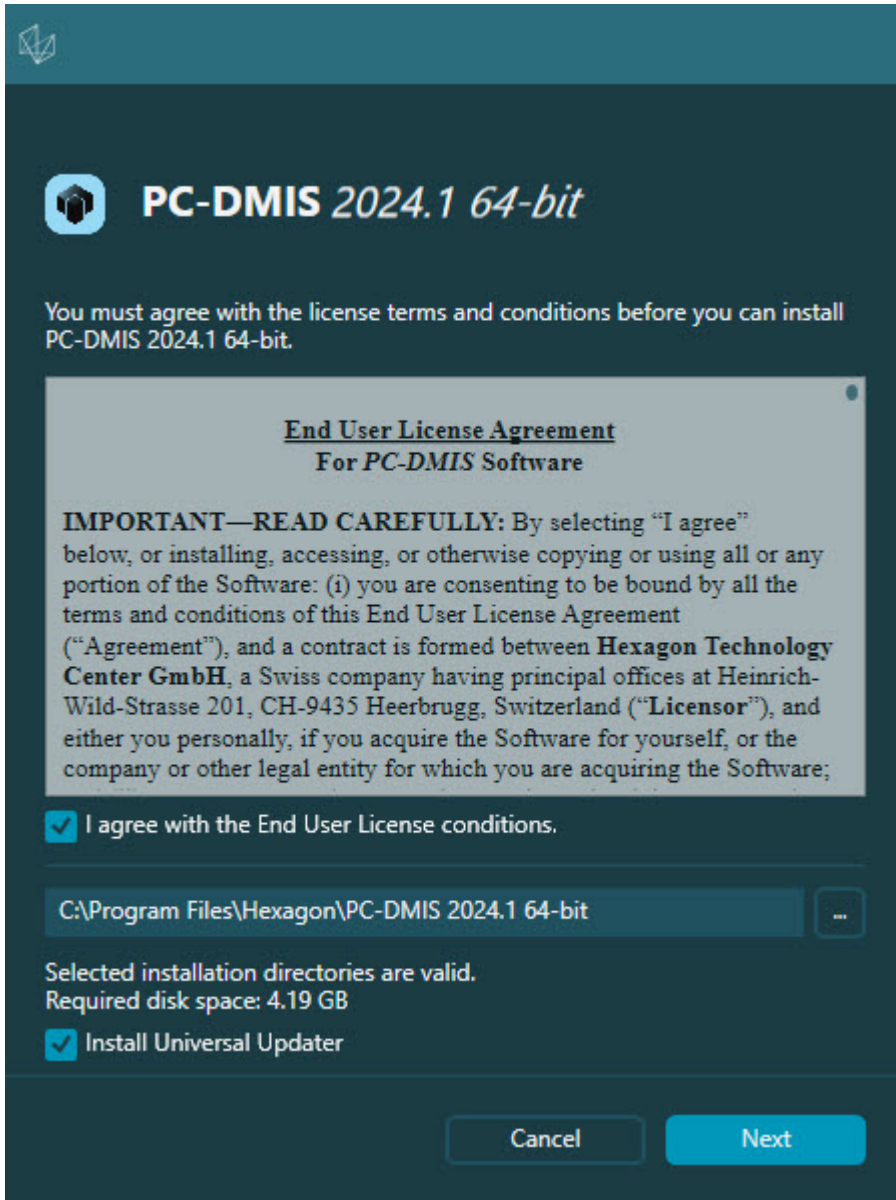 PC-DMIS 2024.1 64-bit
You must agree with the license terms and conditions before you can install
PC-DMIS 2024.1 64-bit.
End User License Agreement
For PC-DMIS Software
IMPORTANT—READ CAREFULLY: By selecting “I agree”
below, or installing, accessing, or otherwise copying or using all or any
portion of the Software: (i) you are consenting to be bound by all the
terms and conditions of this End User License Agreement
(“Agreement”), and a contract is formed between Hexagon Technology
Center GmbH, a Swiss company having principal offices at Heinrich-
Wild-Strasse 201, CH-9435 Heerbrugg, Switzerland (“Licensor”), and
either you personally, if you acquire the Software for yourself, or the
company or other legal entity for which you are acquiring the Software;
I agree with the End User License conditions.
C:\Program Files\Hexagon\PC-DMIS 2024.1 64-bit
...
Selected installation directories are valid.
Required disk space: 4.19 GB
Install Universal Updater
Cancel Next